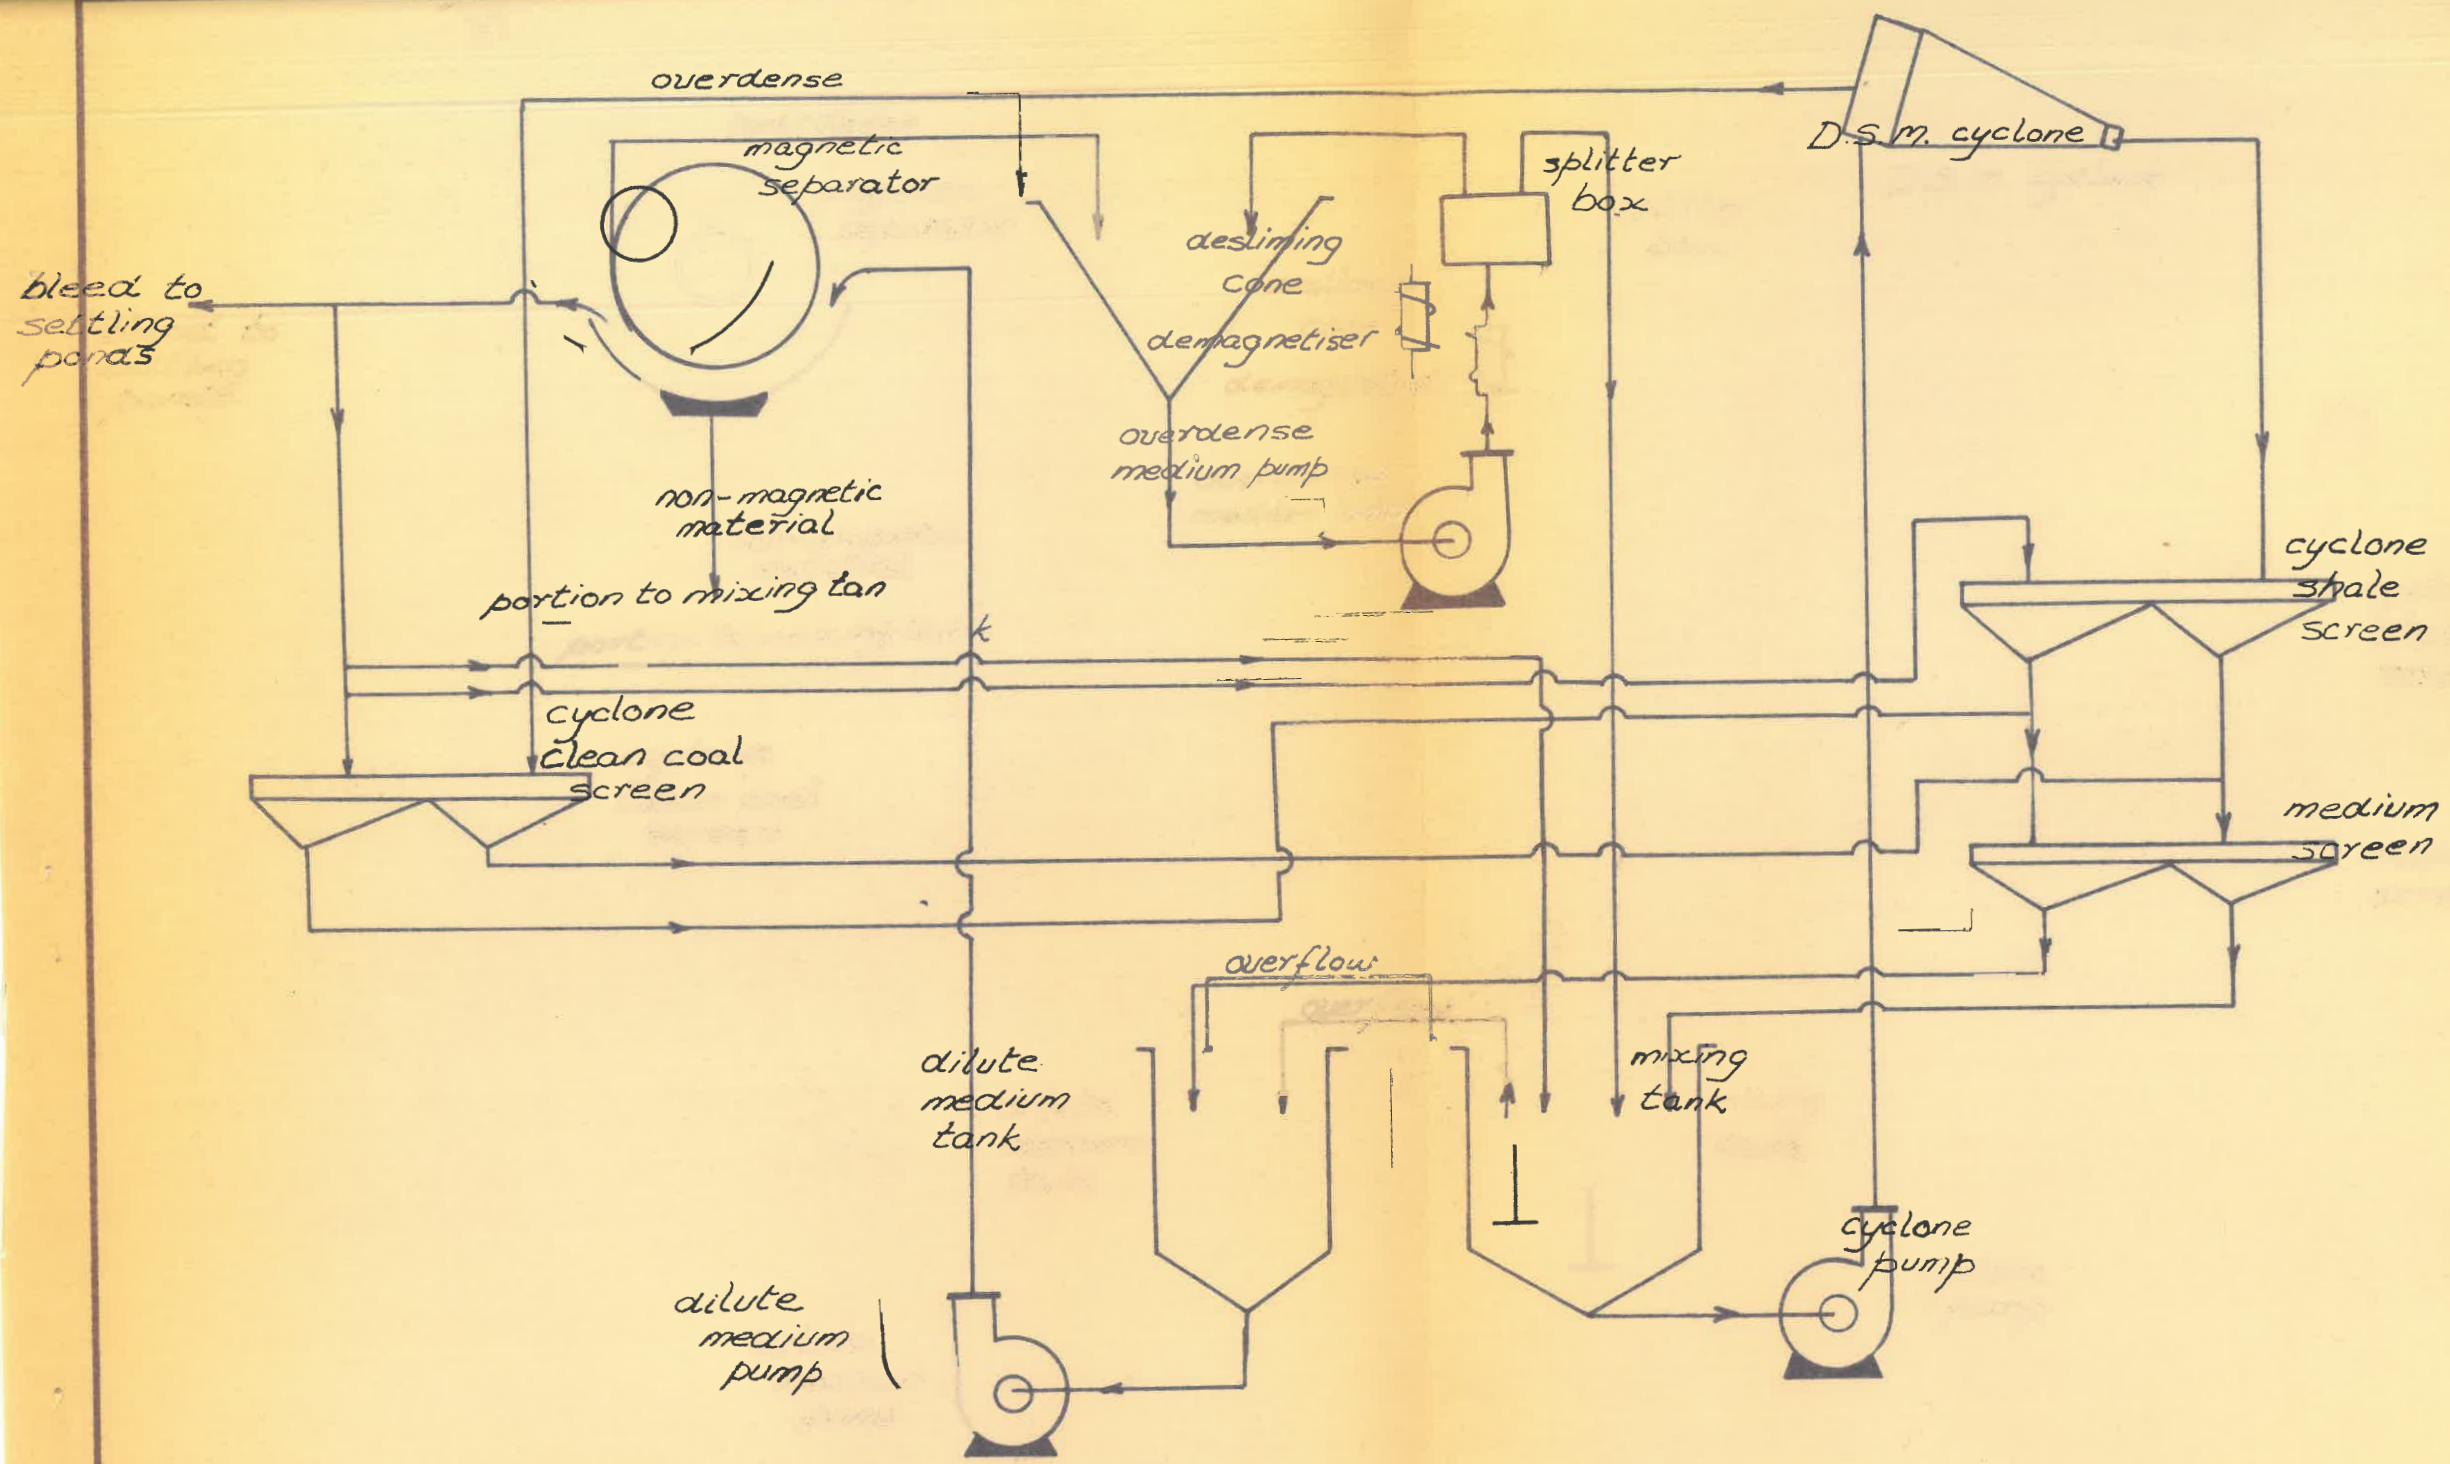 overdense
magnetic
separator
splitter
box
D.S.M. cyclone
desliming
cone
bleed to
settling
ponds
demagnetiser
overdense
medium pump
non-magnetic
material
portion to mixing tan
k
cyclone
shale
screen
cyclone
clean coal
screen
medium
screen
overflow
dilute
medium
tank
mixing
tank
cyclone
pump
dilute
medium
pump